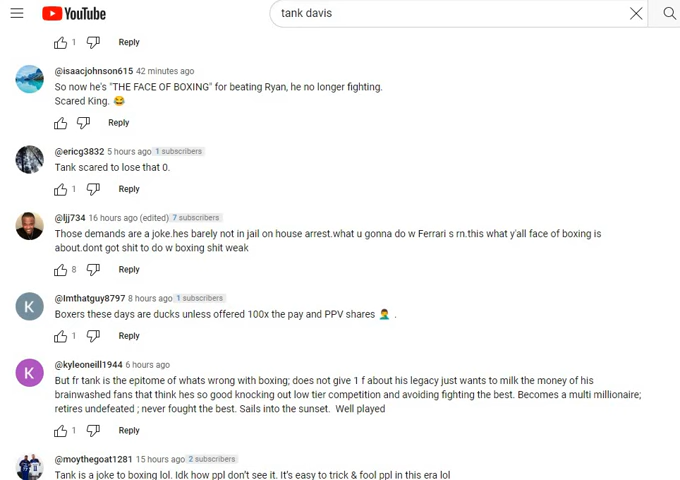 YouTube
tank davis
1 Reply
@isaacjohnson615 42 minutes ago
So now he's "THE FACE OF BOXING" for beating Ryan, he no longer fighting.
Scared King. 😂
Reply
@ericg3832 5 hours ago 1 subscribers
Tank scared to lose that 0.
1 Reply
@ljj734 16 hours ago (edited) 7 subscribers
Those demands are a joke.hes barely not in jail on house arrest.what u gonna do w Ferrari s rn.this what y'all face of boxing is
about.dont got shit to do w boxing shit weak
8 Reply
K
@Imthatguy8797 8 hours ago 1 subscribers
Boxers these days are ducks unless offered 100x the pay and PPV shares 🤦‍♂️ .
1 Reply
K
@kyleoneill1944 6 hours ago
But fr tank is the epitome of whats wrong with boxing; does not give 1 f about his legacy just wants to milk the money of his
brainwashed fans that think hes so good knocking out low tier competition and avoiding fighting the best. Becomes a multi millionaire;
retires undefeated ; never fought the best. Sails into the sunset. Well played
1 Reply
@moythegoat1281 15 hours ago 2 subscribers
Tank is a joke to boxing lol. Idk how ppl don't see it. It's easy to trick & fool ppl in this era lol